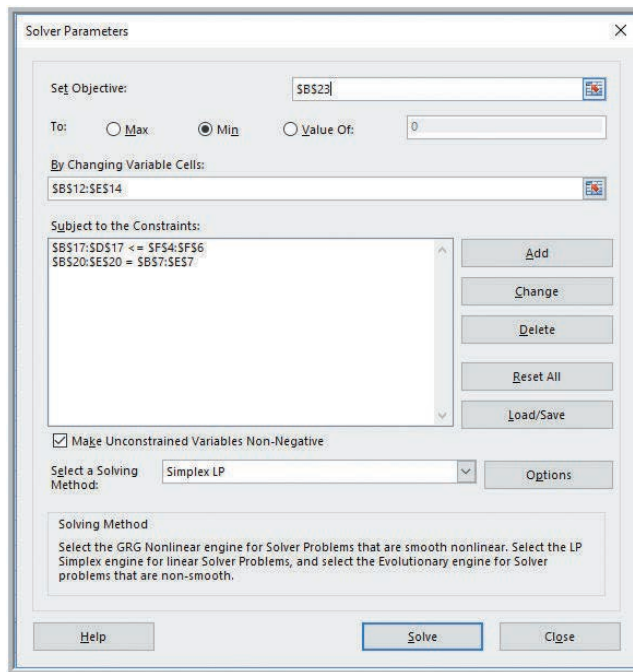 Solver Parameters
Set Objective:
$B$23
To:
Max
Min
Value Of:
0
By Changing Variable Cells:
$B$12:$E$14
Subject to the Constraints:
$B$17:$D$17 <= $F$4:$F$6
$B$20:$E$20 = $B$7:$E$7
Add
Change
Delete
Reset All
Load/Save
Make Unconstrained Variables Non-Negative
Select a Solving
Method:
Simplex LP
Options
Solving Method
Select the GRG Nonlinear engine for Solver Problems that are smooth nonlinear. Select the LP
Simplex engine for linear Solver Problems, and select the Evolutionary engine for Solver
problems that are non-smooth.
Help
Solve
Close